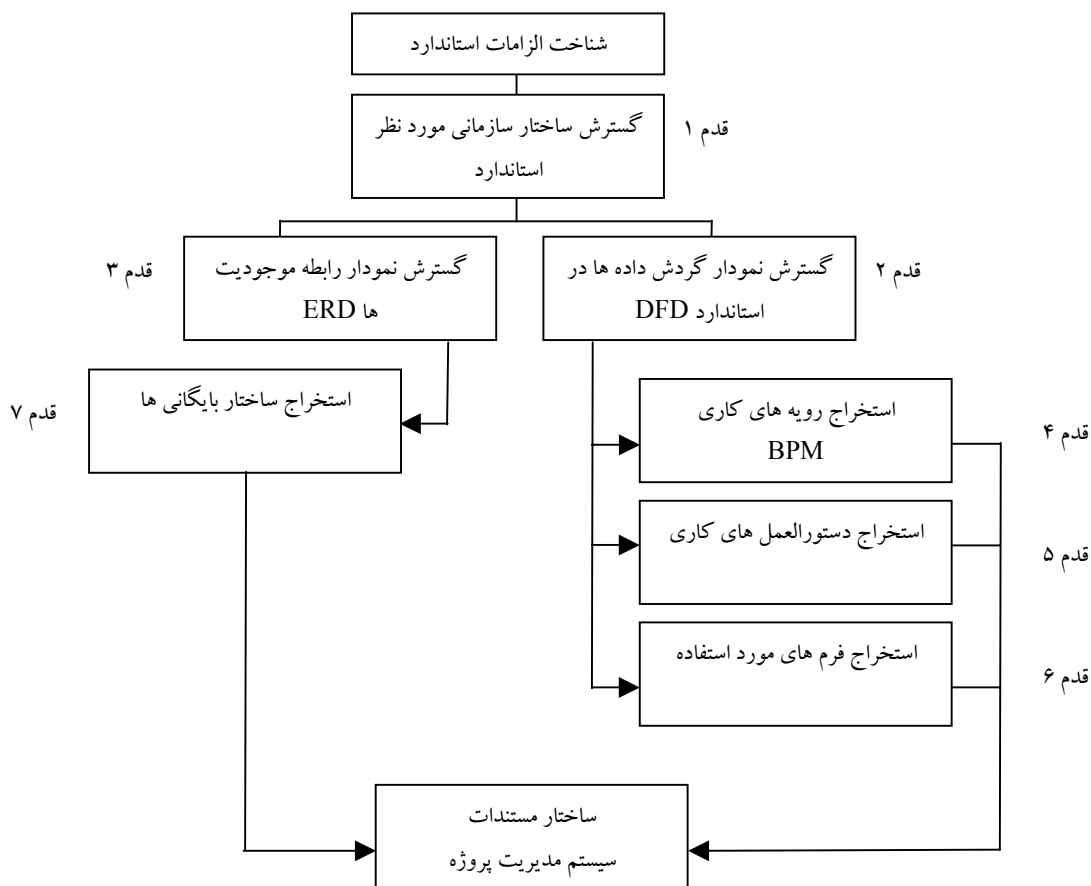 شناخت الزامات استاندارد
قدم ۱
گسترش ساختار سازمانی مورد نظر
استاندارد
قدم ۲
گسترش نمودار گردش داده ها در
استاندارد DFD
گسترش نمودار رابطه موجودیت
ها ERD
قدم ۳
قدم ۴
استخراج رویه های کاری
BPM
قدم ۵
استخراج دستورالعمل های کاری
قدم ۶
استخراج فرم های مورد استفاده
استخراج ساختار بایگانی ها
قدم ۷
ساختار مستندات
سیستم مدیریت پروژه